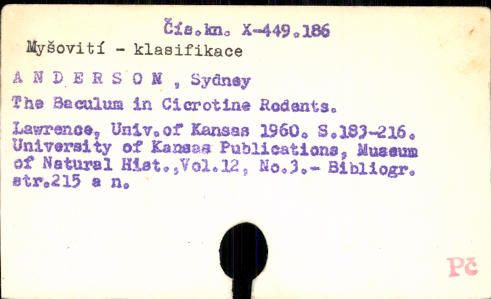 Čís.kn. X-449.186
Myšovití - klasifikace
A N D E R S O N , Sydney
The Baculum in Cicrotine Rodents.
Lawrence, Univ.of Kansas 1960. S.183-216.
University of Kansas Publications, Museum
of Natural Hist.,Vol.12, No.3.- Bibliogr.
str.215 a n.
Pč